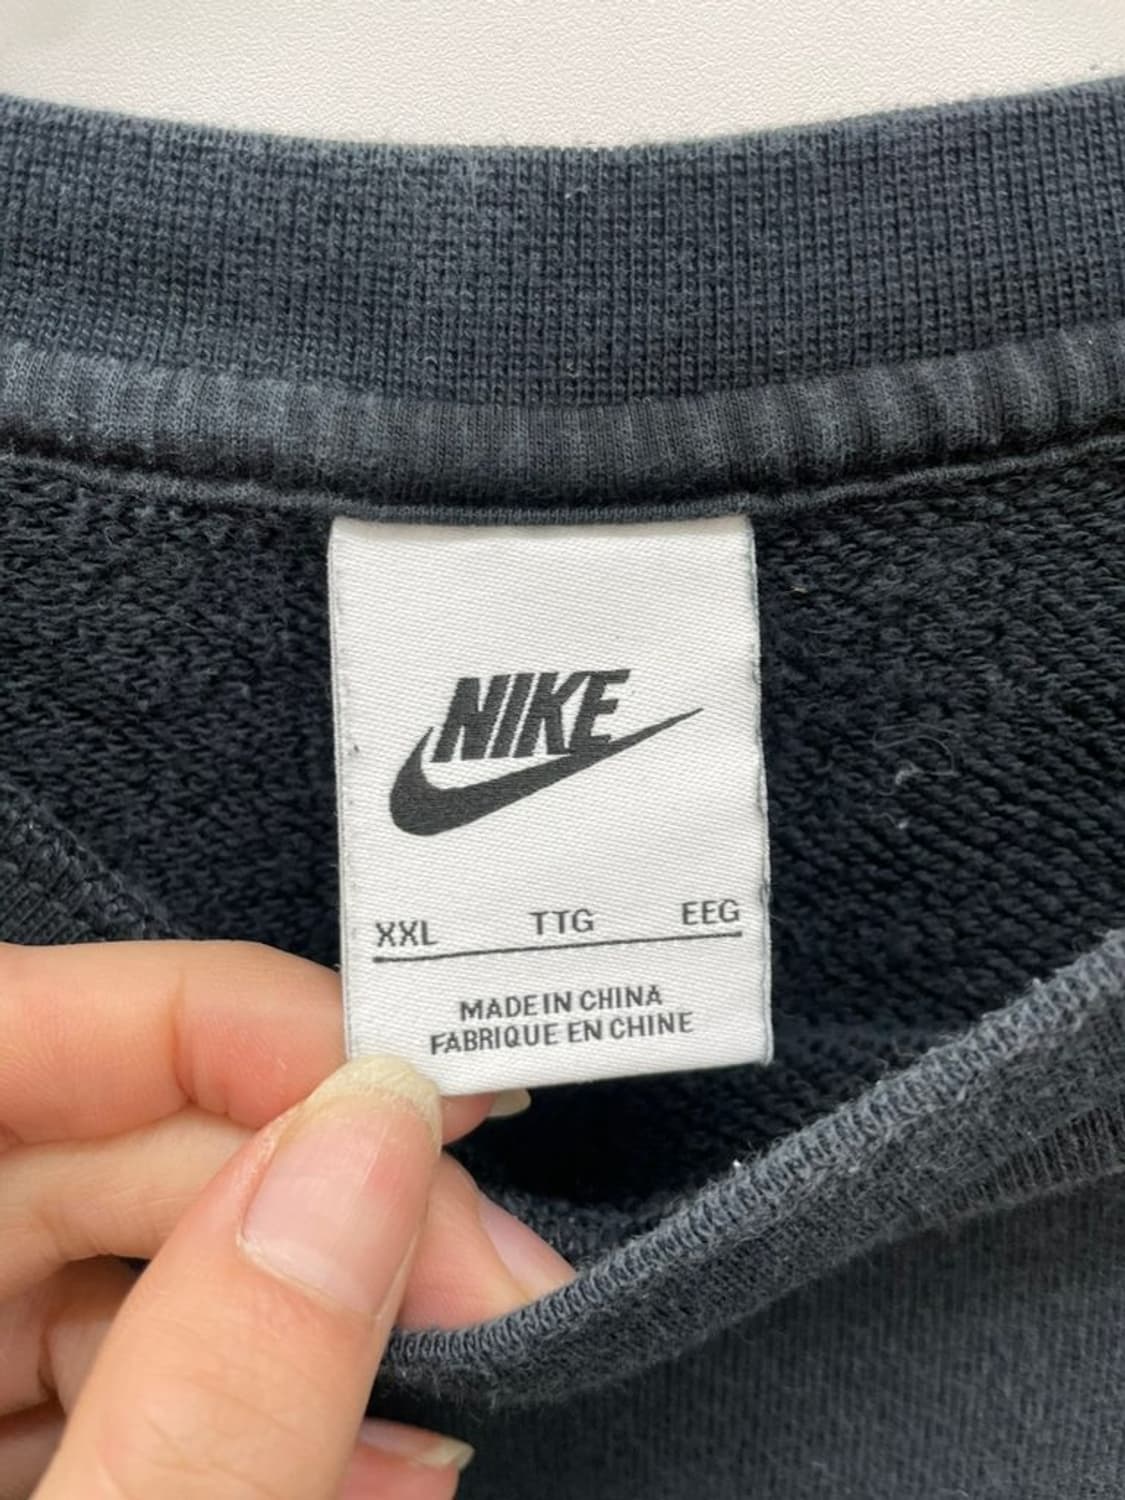 NIKE
XXL TTG EEG
MADE IN CHINA
FABRIQUE EN CHINE